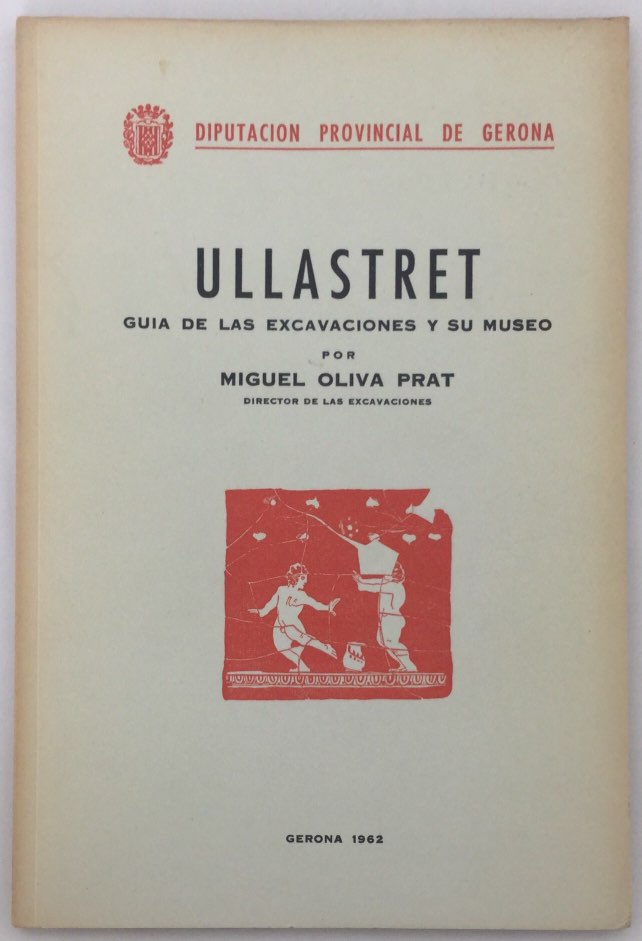 DIPUTACION PROVINCIAL DE GERONA
ULLASTRET
GUIA DE LAS EXCAVACIONES Y SU MUSEO
POR
MIGUEL OLIVA PRAT
DIRECTOR DE LAS EXCAVACIONES
GERONA 1962